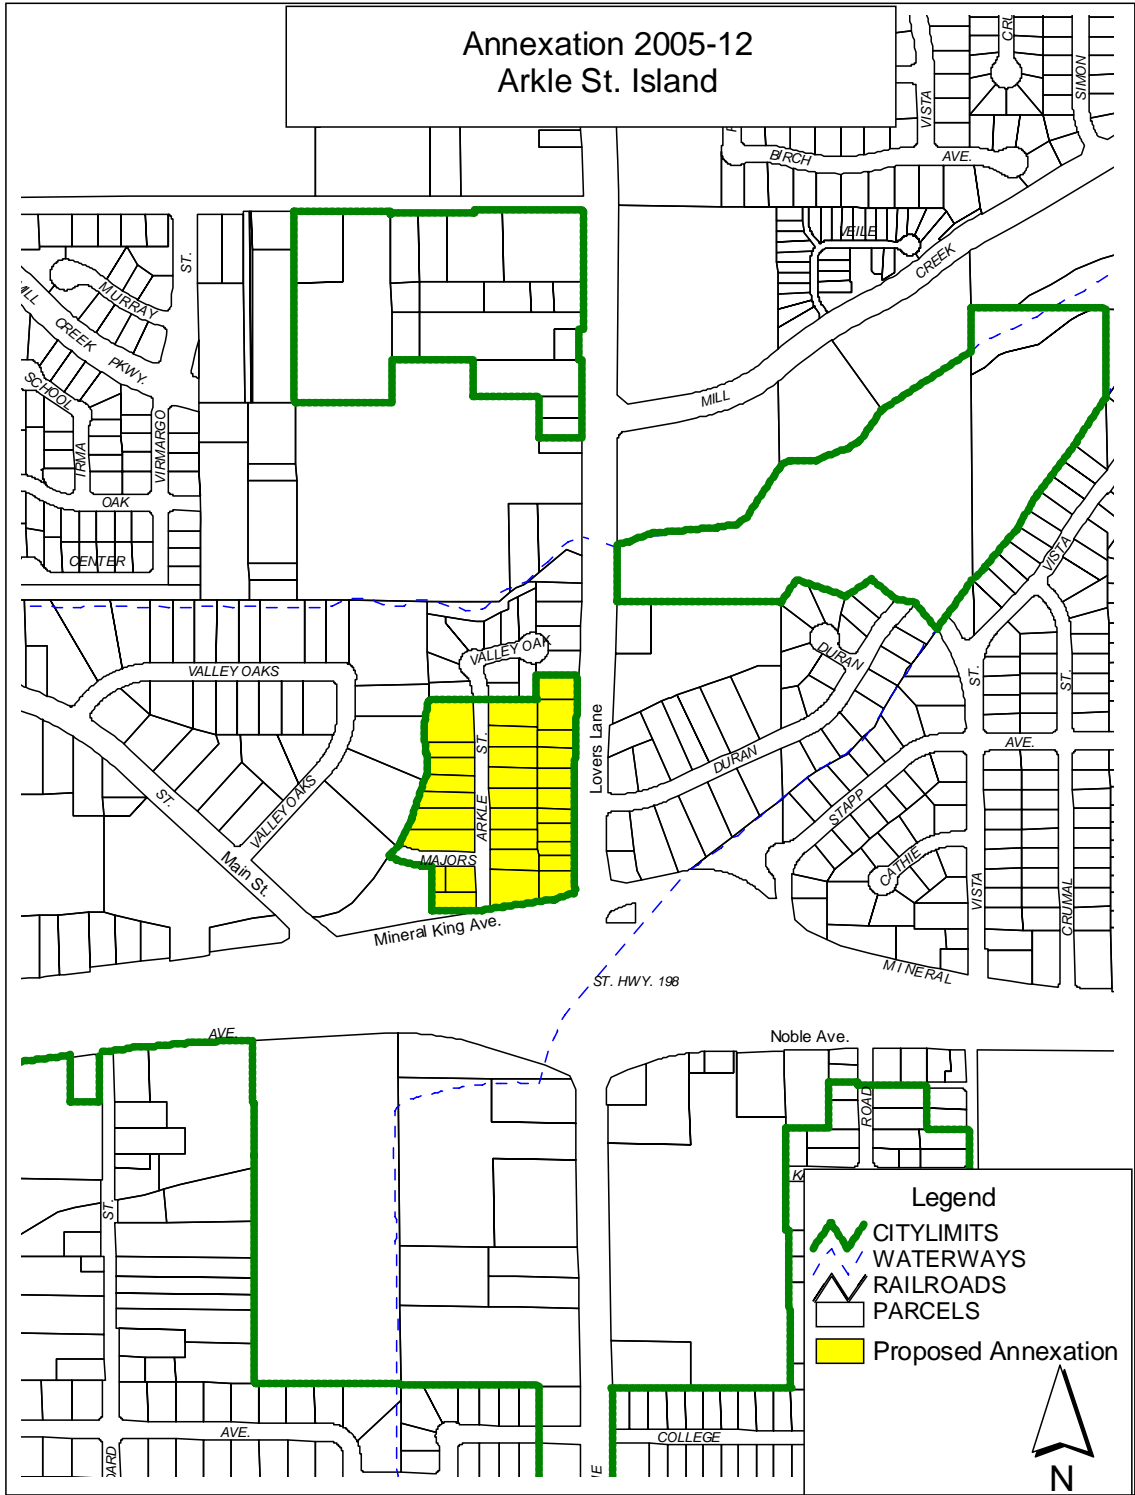 Annexation 2005-12
Arkle St. Island
CRU
SIMON
VISTA
BIRCH
AVE.
VEILE
CREEK
MILL
ST.
MURRAY
MILL
CREEK
PKWY.
SCHOOL
IRMA
VIRMARGO
OAK
CENTER
VISTA
VALLEY OAK
VALLEY OAKS
DURAN
ST.
ST.
ST.
Lovers Lane
AVE.
DURAN
ST.
VALLEY OAKS
ARKLE
STAPP
Main St.
MAJORS
CATHIE
VISTA
CRUMAL
Mineral King Ave.
MINERAL
ST. HWY. 198
AVE.
Noble Ave.
ROAD
ST.
Legend
CITYLIMITS
WATERWAYS
RAILROADS
PARCELS
Proposed Annexation
AVE.
COLLEGE
N